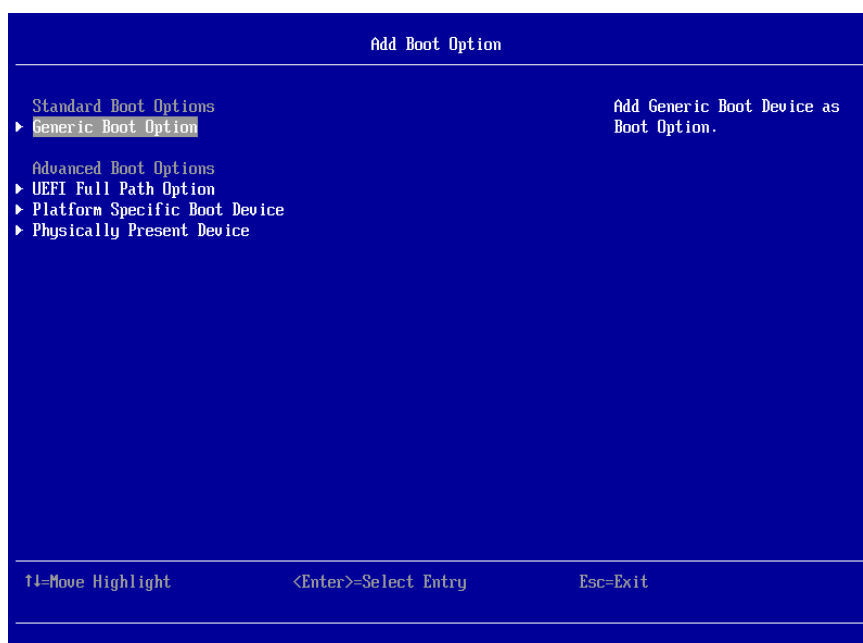 Add Boot Option
Standard Boot Options
Generic Boot Option
Add Generic Boot Device as
Boot Option.
Advanced Boot Options
UEFI Full Path Option
Platform Specific Boot Device
Physically Present Device
↑↓=Move Highlight
<Enter>=Select Entry
Esc=Exit